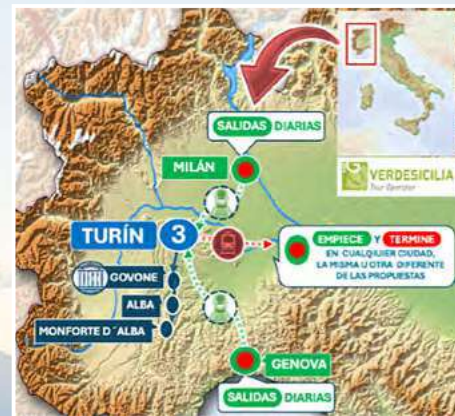 SALIDAS DIARIAS
MILÁN
VERDESICILIA
Tour Operator
TURÍN 3
EMPIECE Y TERMINE
EN CUALQUIER CIUDAD,
LA MISMA U OTRA DIFERENTE
DE LAS PROPUESTAS
GOVONE
ALBA
MONFORTE D´ALBA
GENOVA
SALIDAS DIARIAS